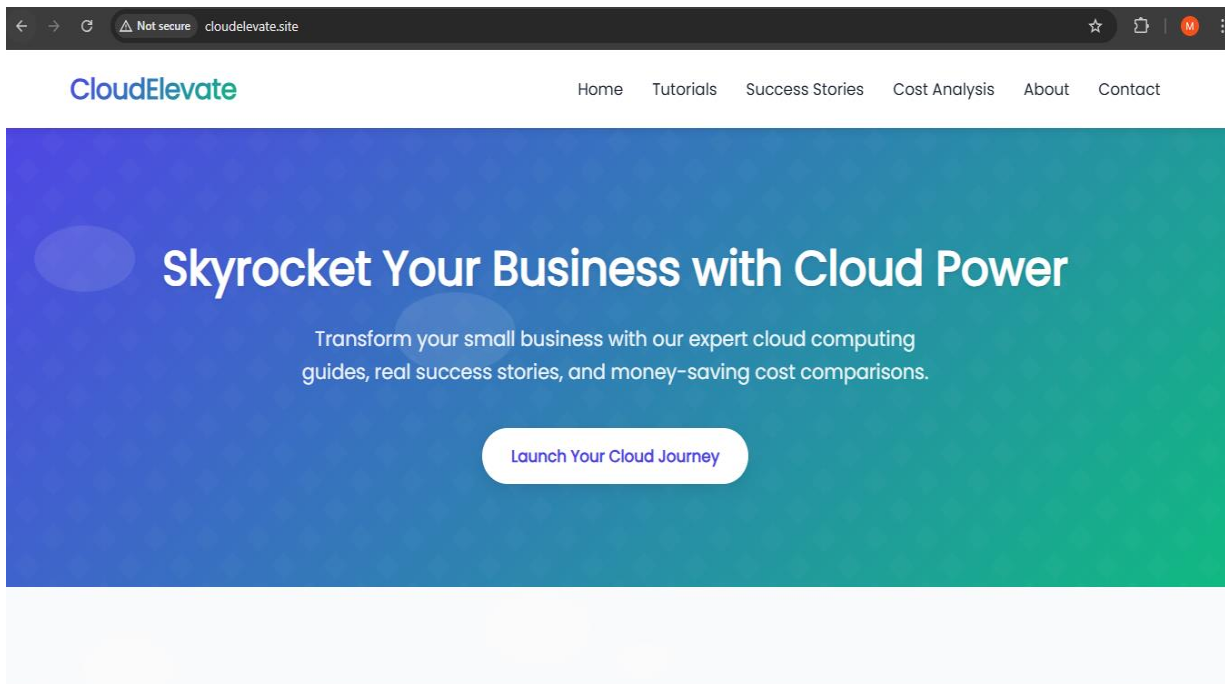 Not secure cloudelevate.site
M
CloudElevate
Home Tutorials Success Stories Cost Analysis About Contact
Skyrocket Your Business with Cloud Power
Transform your small business with our expert cloud computing
guides, real success stories, and money-saving cost comparisons.
Launch Your Cloud Journey